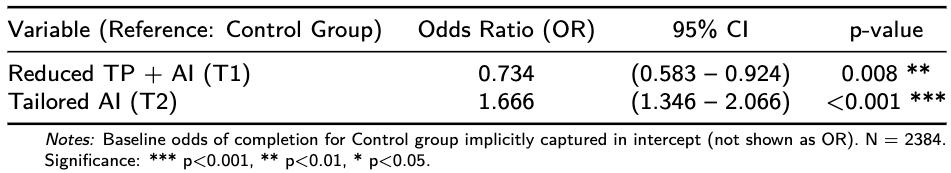 Variable (Reference: Control Group) Odds Ratio (OR) 95% CI p-value
Reduced TP + AI (T1) 0.734 (0.583 – 0.924) 0.008 **
Tailored AI (T2) 1.666 (1.346 – 2.066) <0.001 ***
Notes: Baseline odds of completion for Control group implicitly captured in intercept (not shown as OR). N = 2384.
Significance: *** p<0.001, ** p<0.01, * p<0.05.